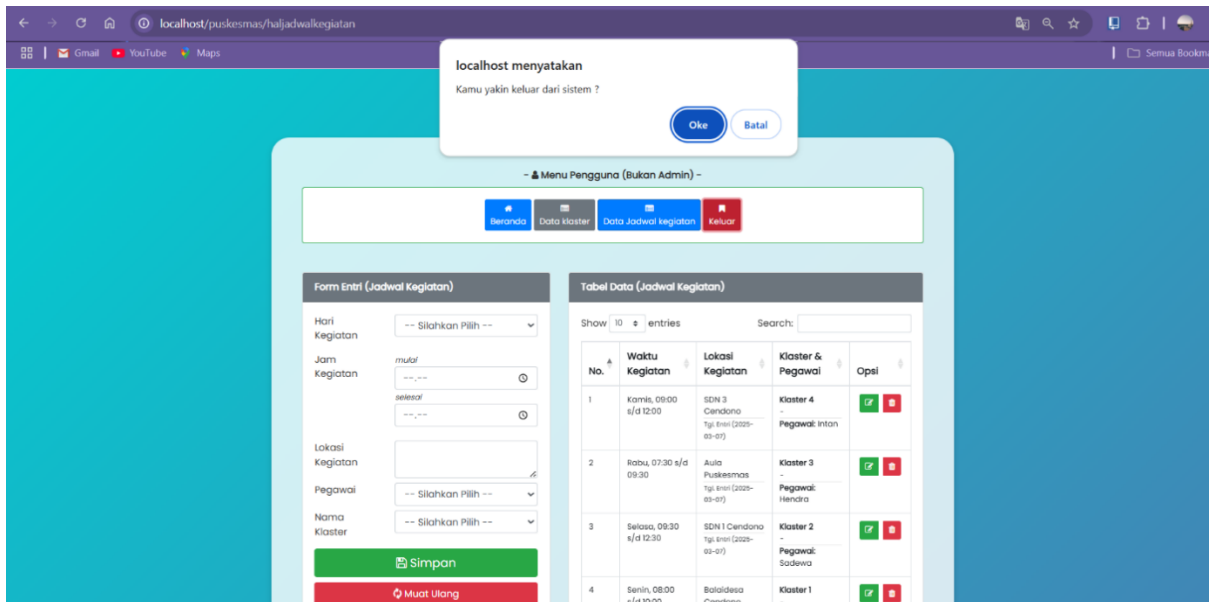 localhost/puskesmas/haljadwalkegiatan
Gmail YouTube Maps
Semua Bookma
localhost menyatakan
Kamu yakin keluar dari sistem ?
Oke Batal
- Menu Pengguna (Bukan Admin) -
Beranda Data klaster Data Jadwal kegiatan Keluar
Form Entri (Jadwal Kegiatan)
Hari
Kegiatan
-- Silahkan Pilih --
Jam
Kegiatan
mulai
--.--
selesai
--.--
Lokasi
Kegiatan
Pegawai
-- Silahkan Pilih --
Nama
Klaster
-- Silahkan Pilih --
Simpan
Muat Ulang
Tabel Data (Jadwal Kegiatan)
Show 10 entries Search:
No. Waktu Kegiatan Lokasi Kegiatan Klaster & Pegawai Opsi
1
Kamis, 09:00
s/d 12:00
SDN 3
Cendono
Tgl. Entri (2025-
03-07)
Klaster 4
-
Pegawai: Intan
2
Rabu, 07:30 s/d
09:30
Aula
Puskesmas
Tgl. Entri (2025-
03-07)
Klaster 3
-
Pegawai:
Hendra
3
Selasa, 09:30
s/d 12:30
SDN 1 Cendono
Tgl. Entri (2025-
03-07)
Klaster 2
-
Pegawai:
Sadewa
4
Senin, 08:00
s/d 10:00
Balaidesa
Cendono
Klaster 1